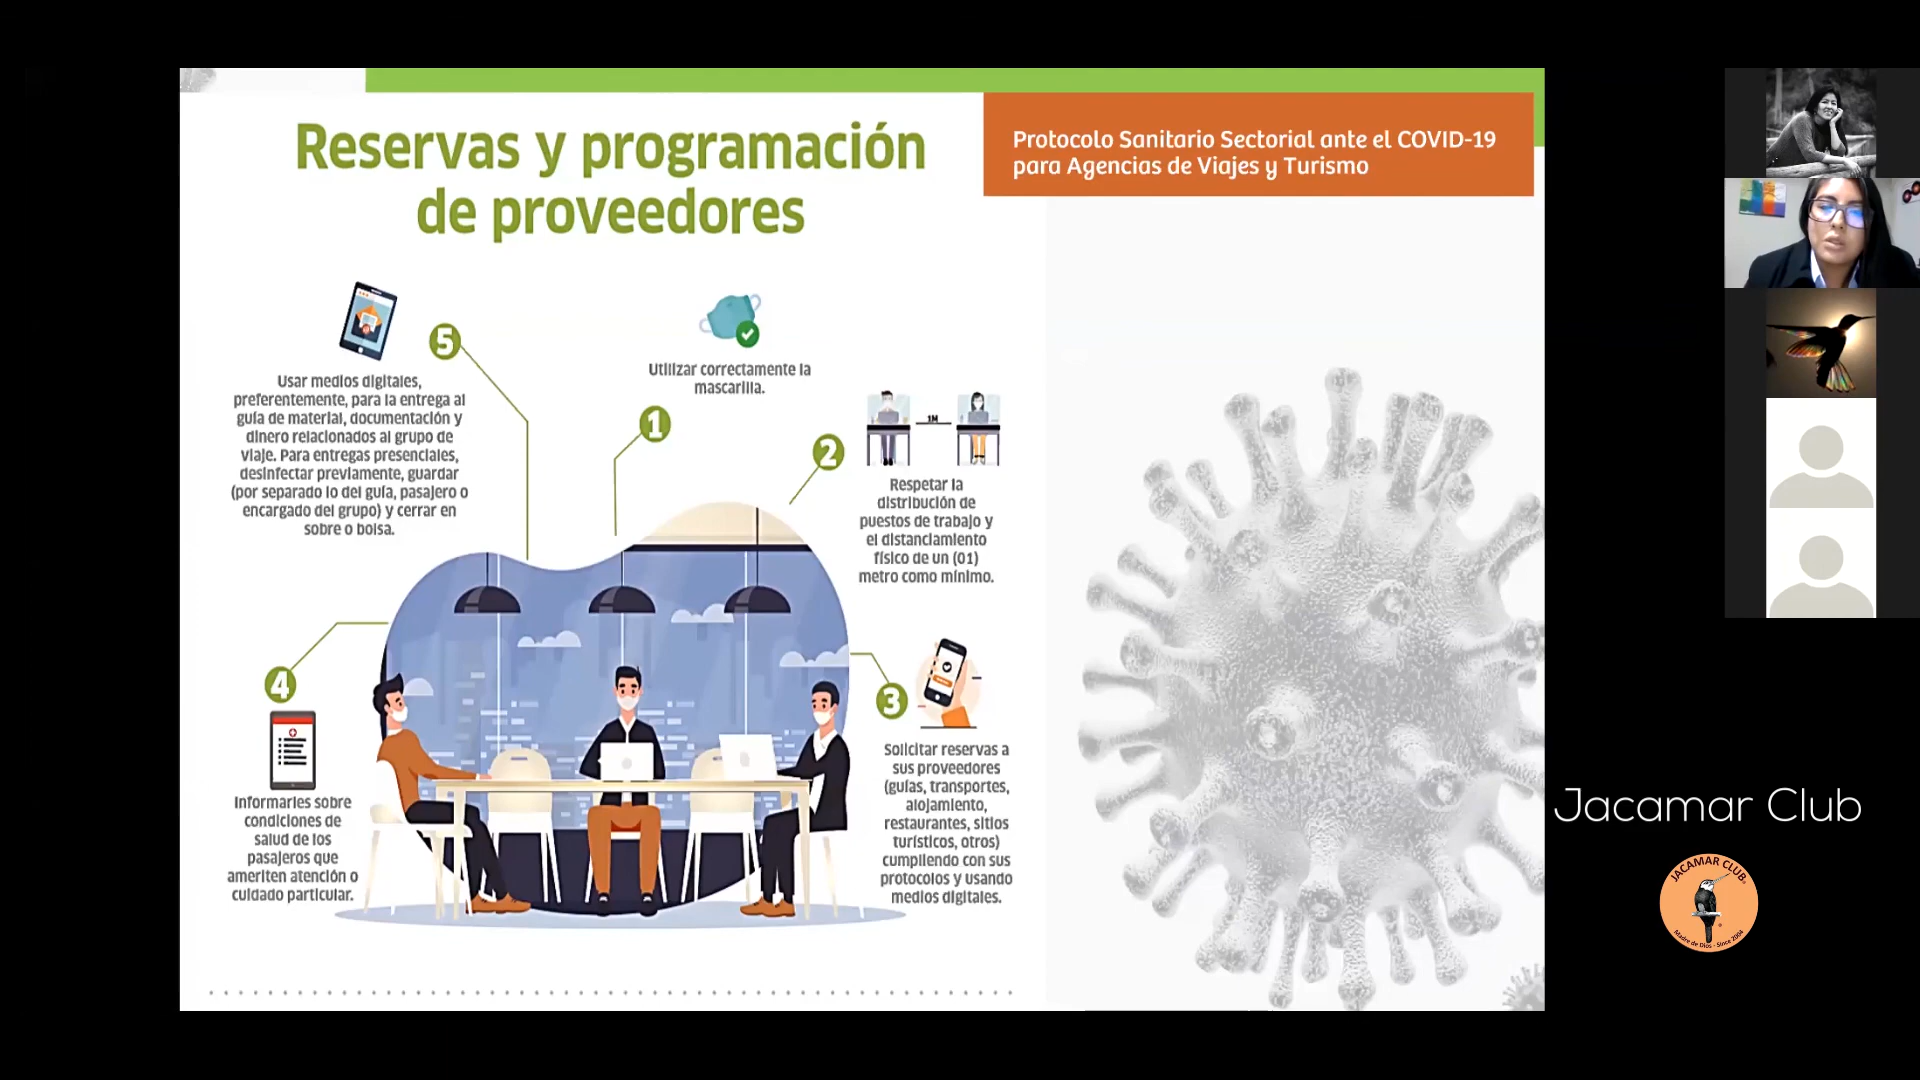 Reservas y programación
de proveedores
Protocolo Sanitario Sectorial ante el COVID-19
para Agencias de Viajes y Turismo
1
Utilizar correctamente la
mascarilla.
2
1M
Respetar la
distribución de
puestos de trabajo y
el distanciamiento
físico de un (01)
metro como mínimo.
3
Solicitar reservas a
sus proveedores
(guías, transportes,
alojamiento,
restaurantes, sitios
turísticos, otros)
cumpliendo con sus
protocolos y usando
medios digitales.
4
Informarles sobre
condiciones de
salud de los
pasajeros que
ameriten atención o
cuidado particular.
5
Usar medios digitales,
preferentemente, para la entrega al
guía de material, documentación y
dinero relacionados al grupo de
viaje. Para entregas presenciales,
desinfectar previamente, guardar
(por separado lo del guía, pasajero o
encargado del grupo) y cerrar en
sobre o bolsa.
Jacamar Club
JACAMAR CLUB
Madre de Dios - Since 2004